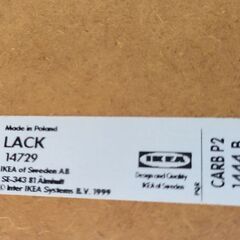 Made in Poland
LACK
14729
IKEA of Sweden AB
SE-343 81 Älmhult
© Inter IKEA Systems B.V. 1999
IKEA
Design and Quality
IKEA of Sweden
CARB P2